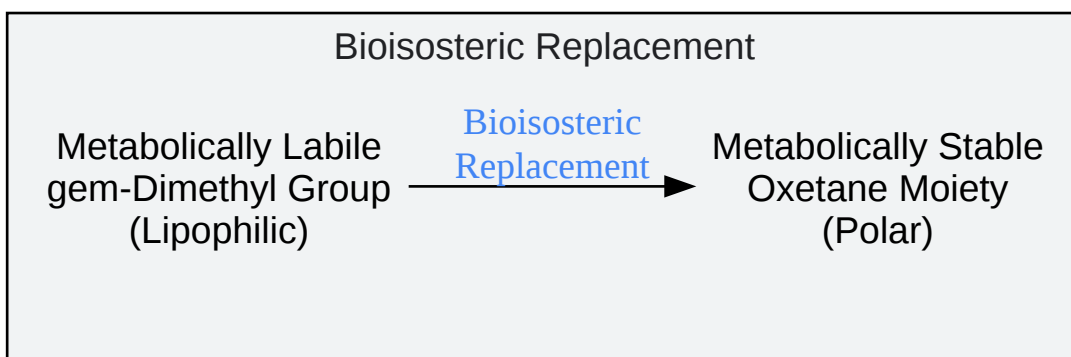 Bioisosteric Replacement
Metabolically Labile
gem-Dimethyl Group
(Lipophilic)
Bioisosteric
Replacement
Metabolically Stable
Oxetane Moiety
(Polar)